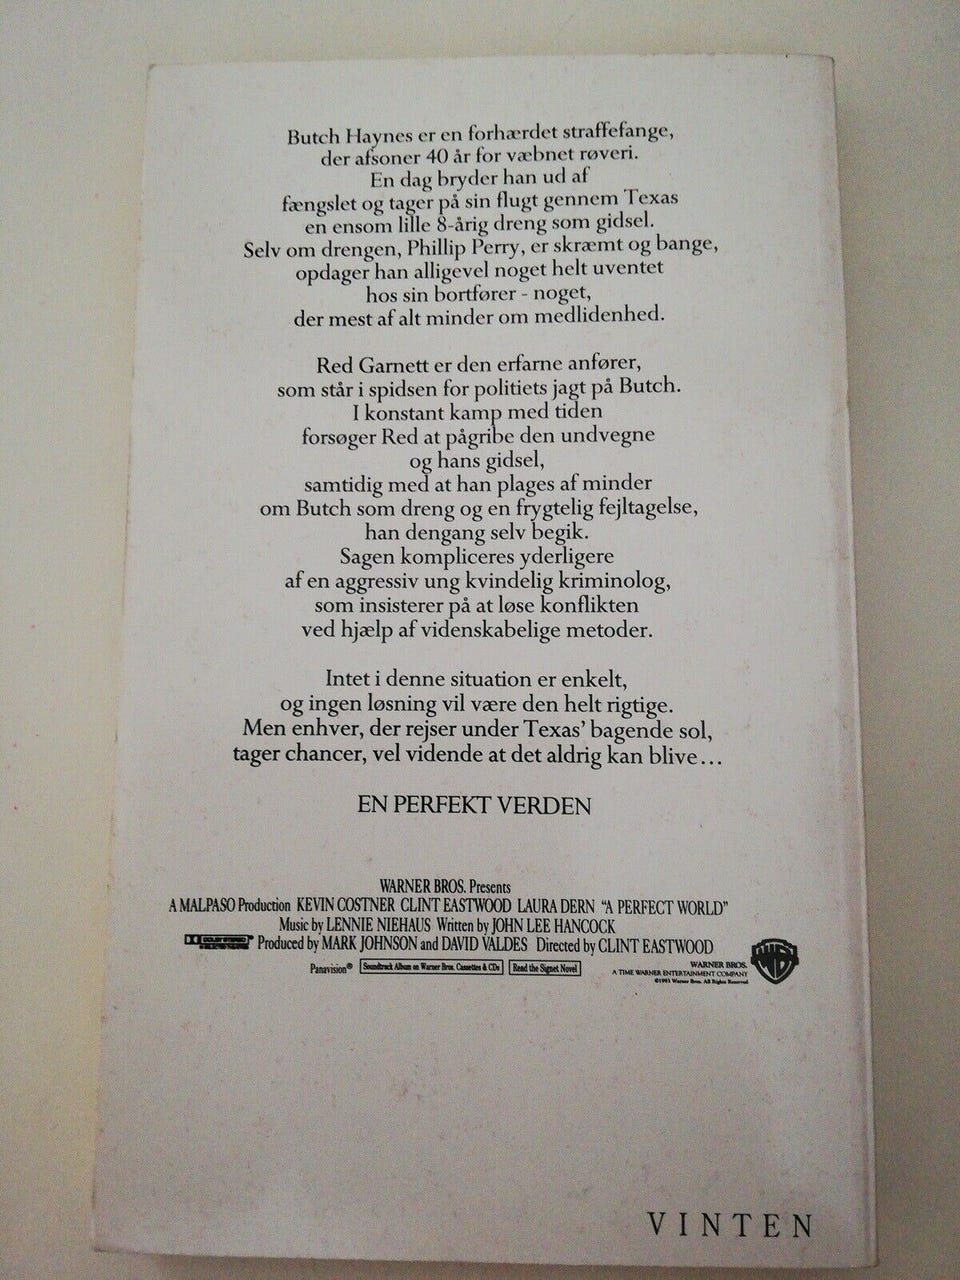 Butch Haynes er en forhærdet straffefange,
der afsoner 40 år for væbnet røveri.
En dag bryder han ud af
fængslet og tager på sin flugt gennem Texas
en ensom lille 8-årig dreng som gidsel.
Selv om drengen, Phillip Perry, er skræmt og bange,
opdager han alligevel noget helt uventet
hos sin bortfører - noget,
der mest af alt minder om medlidenhed.
Red Garnett er den erfarne anfører,
som står i spidsen for politiets jagt på Butch.
I konstant kamp med tiden
forsøger Red at pågribe den undvegne
og hans gidsel,
samtidig med at han plages af minder
om Butch som dreng og en frygtelig fejltagelse,
han dengang selv begik.
Sagen kompliceres yderligere
af en aggressiv ung kvindelig kriminolog,
som insisterer på at løse konflikten
ved hjælp af videnskabelige metoder.
Intet i denne situation er enkelt,
og ingen løsning vil være den helt rigtige.
Men enhver, der rejser under Texas' bagende sol,
tager chancer, vel vidende at det aldrig kan blive...
EN PERFEKT VERDEN
WARNER BROS. Presents
A MALPASO Production KEVIN COSTNER CLINT EASTWOOD LAURA DERN "A PERFECT WORLD"
Music by LENNIE NIEHAUS Written by JOHN LEE HANCOCK
Produced by MARK JOHNSON and DAVID VALDES Directed by CLINT EASTWOOD
Panavision® Soundtrack Album on Warner Bros. Cassettes & CDs Read the Signet Novel
WARNER BROS.
A TIME WARNER ENTERTAINMENT COMPANY
©1993 Warner Bros. All Rights Reserved
WB
VINTEN